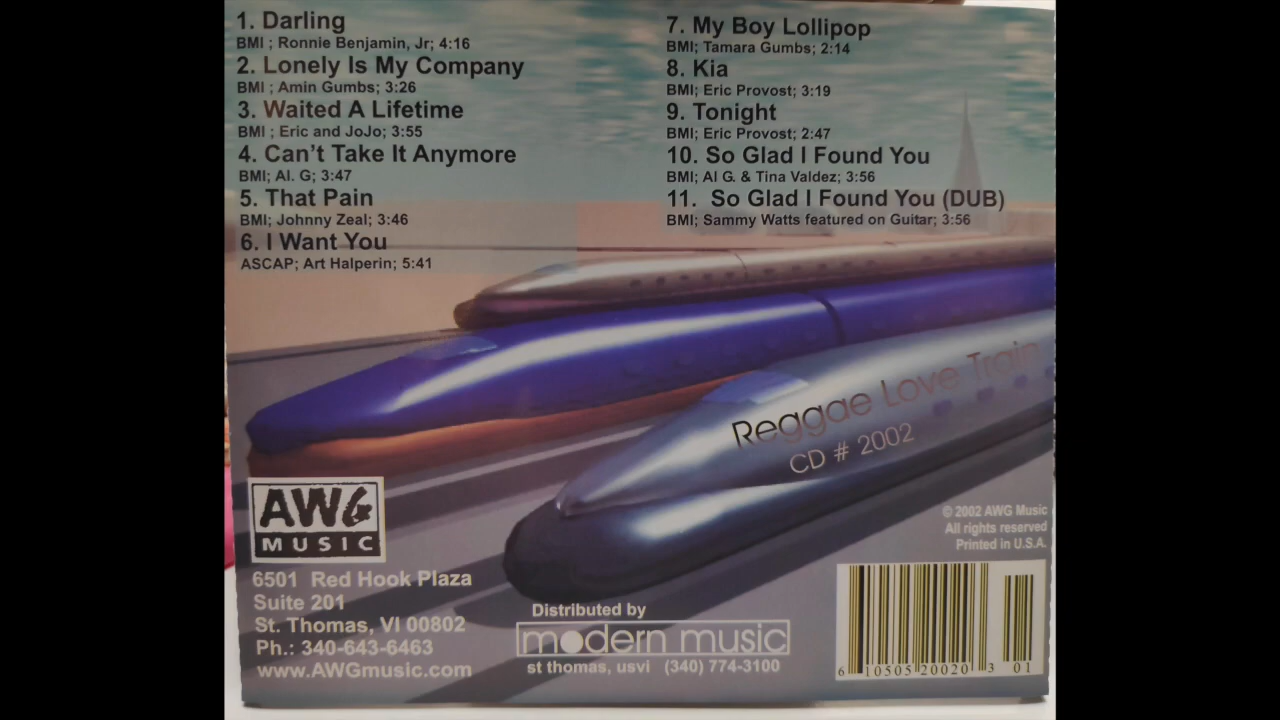 1. Darling
BMI ; Ronnie Benjamin, Jr; 4:16
2. Lonely Is My Company
BMI ; Amin Gumbs; 3:26
3. Waited A Lifetime
BMI ; Eric and JoJo; 3:55
4. Can't Take It Anymore
BMI; Al. G; 3:47
5. That Pain
BMI; Johnny Zeal; 3:46
6. I Want You
ASCAP; Art Halperin; 5:41
7. My Boy Lollipop
BMI; Tamara Gumbs; 2:14
8. Kia
BMI; Eric Provost; 3:19
9. Tonight
BMI; Eric Provost; 2:47
10. So Glad I Found You
BMI; Al G. & Tina Valdez; 3:56
11. So Glad I Found You (DUB)
BMI; Sammy Watts featured on Guitar; 3:56
Reggae Love Train
CD # 2002
AWG
MUSIC
6501 Red Hook Plaza
Suite 201
St. Thomas, VI 00802
Ph.: 340-643-6463
www.AWGmusic.com
Distributed by
modern music
st thomas, usvi (340) 774-3100
© 2002 AWG Music
All rights reserved
Printed in U.S.A.
6 10505 20020 3 01